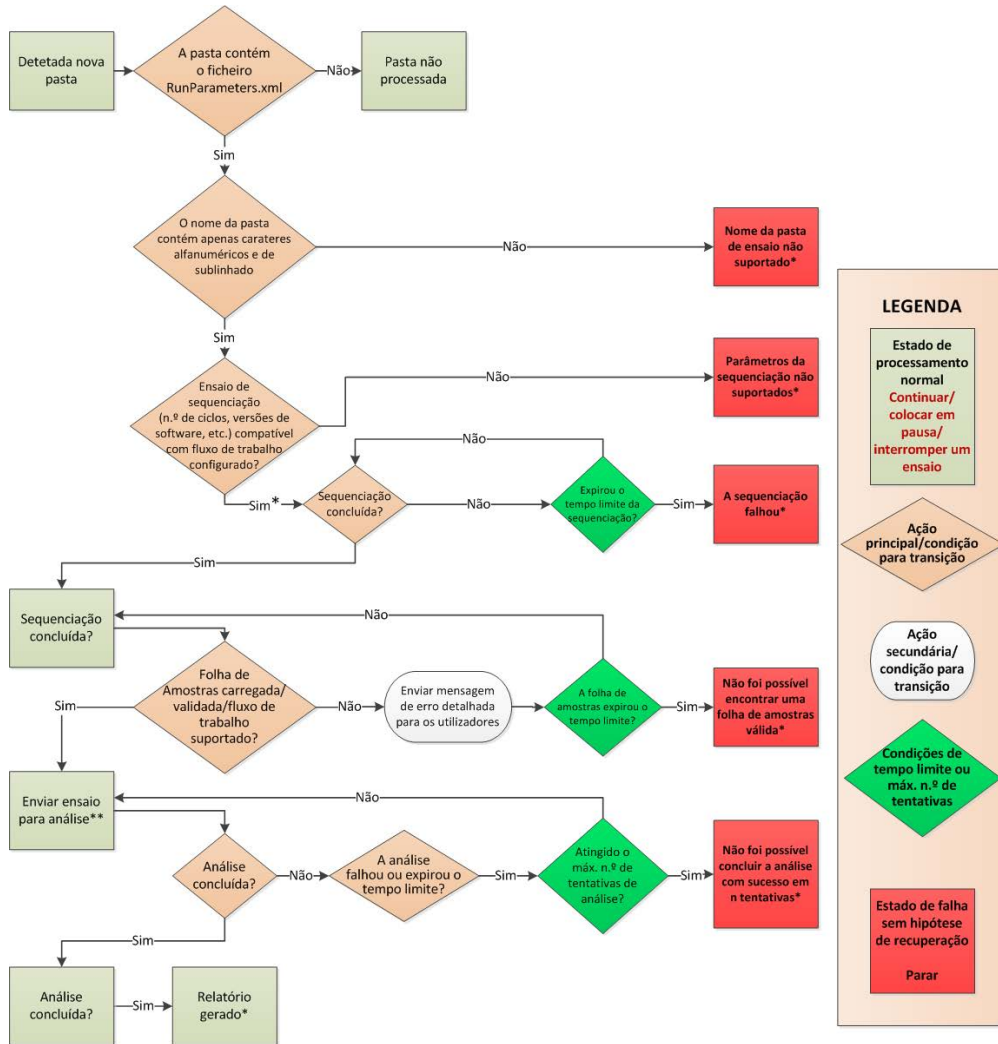 Detetada nova
pasta
A pasta contém
o ficheiro
RunParameters.xml
Não
Pasta não
processada
Sim
O nome da pasta
contém apenas carateres
alfanuméricos e de
sublinhado
Não
Nome da pasta
de ensaio não
suportado*
Sim
Ensaio de
sequenciação
(n.º de ciclos, versões de
software, etc.) compatível
com fluxo de trabalho
configurado?
Não
Parâmetros da
sequenciação não
suportados*
Sim*
Sequenciação
concluída?
Não
Não
Expirou o
tempo limite da
sequenciação?
Sim
A sequenciação
falhou*
Sim
Sequenciação
concluída?
Folha de
Amostras carregada/
validada/fluxo de
trabalho
suportado?
Não
Enviar mensagem
de erro detalhada
para os utilizadores
A folha de
amostras expirou o
tempo limite?
Não
Sim
Não foi possível
encontrar uma
folha de amostras
válida*
Sim
Enviar ensaio
para análise**
Análise
concluída?
Não
A análise
falhou ou expirou o
tempo limite?
Sim
Atingido o
máx. n.º de
tentativas de
análise?
Não
Sim
Não foi possível
concluir a análise
com sucesso em
n tentativas*
Sim
Análise
concluída?
Sim
Relatório
gerado*
LEGENDA
Estado de
processamento
normal
Continuar/
colocar em
pausa/
interromper um
ensaio
Ação
principal/condição
para transição
Ação
secundária/
condição para
transição
Condições de
tempo limite ou
máx. n.º de
tentativas
Estado de falha
sem hipótese
de recuperação
Parar